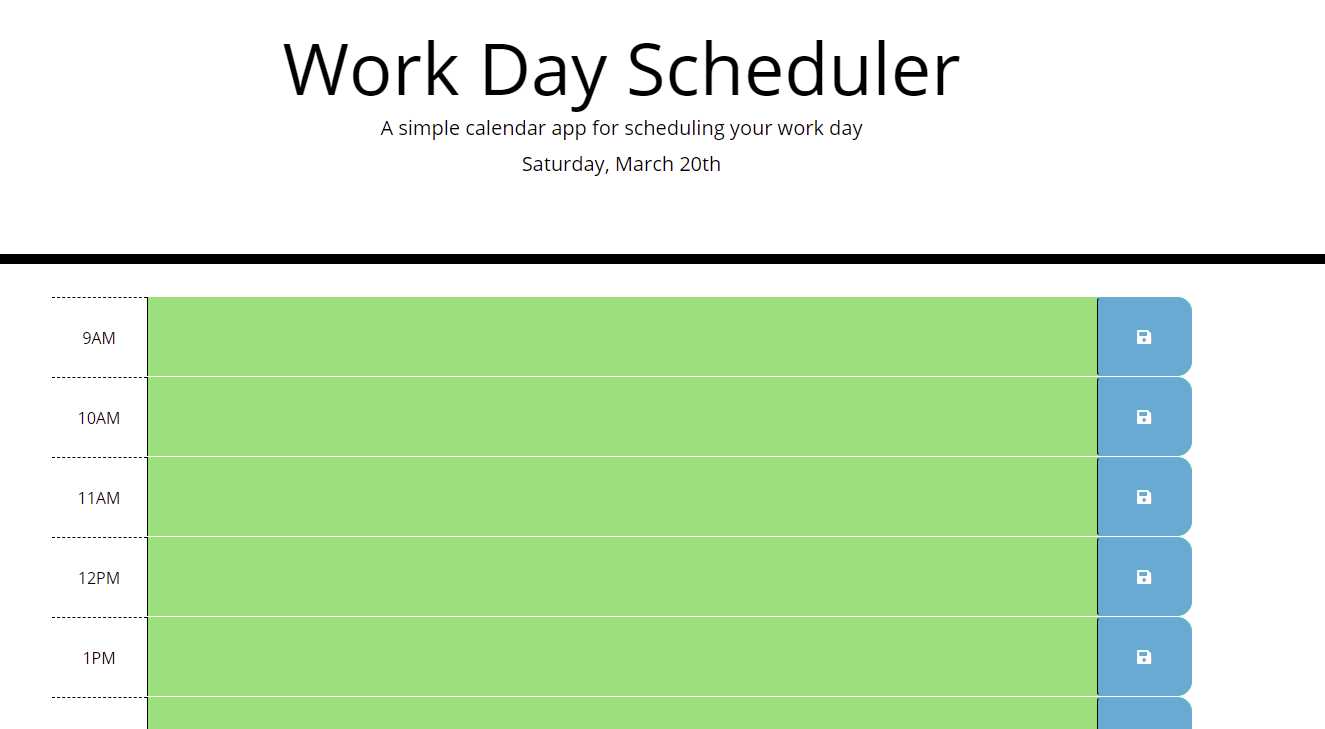 Work Day Scheduler
A simple calendar app for scheduling your work day
Saturday, March 20th
9AM
10AM
11AM
12PM
1PM